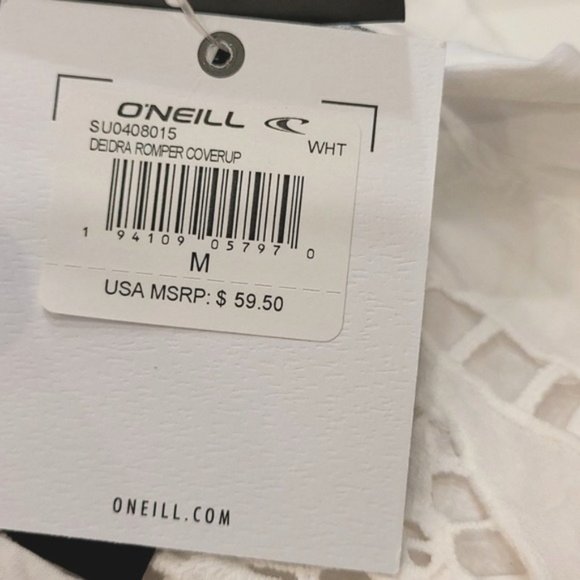 O'NEILL
SU0408015
DEIDRA ROMPER COVERUP
WHT
1 94109 05797 0
M
USA MSRP: $ 59.50
ONEILL.COM